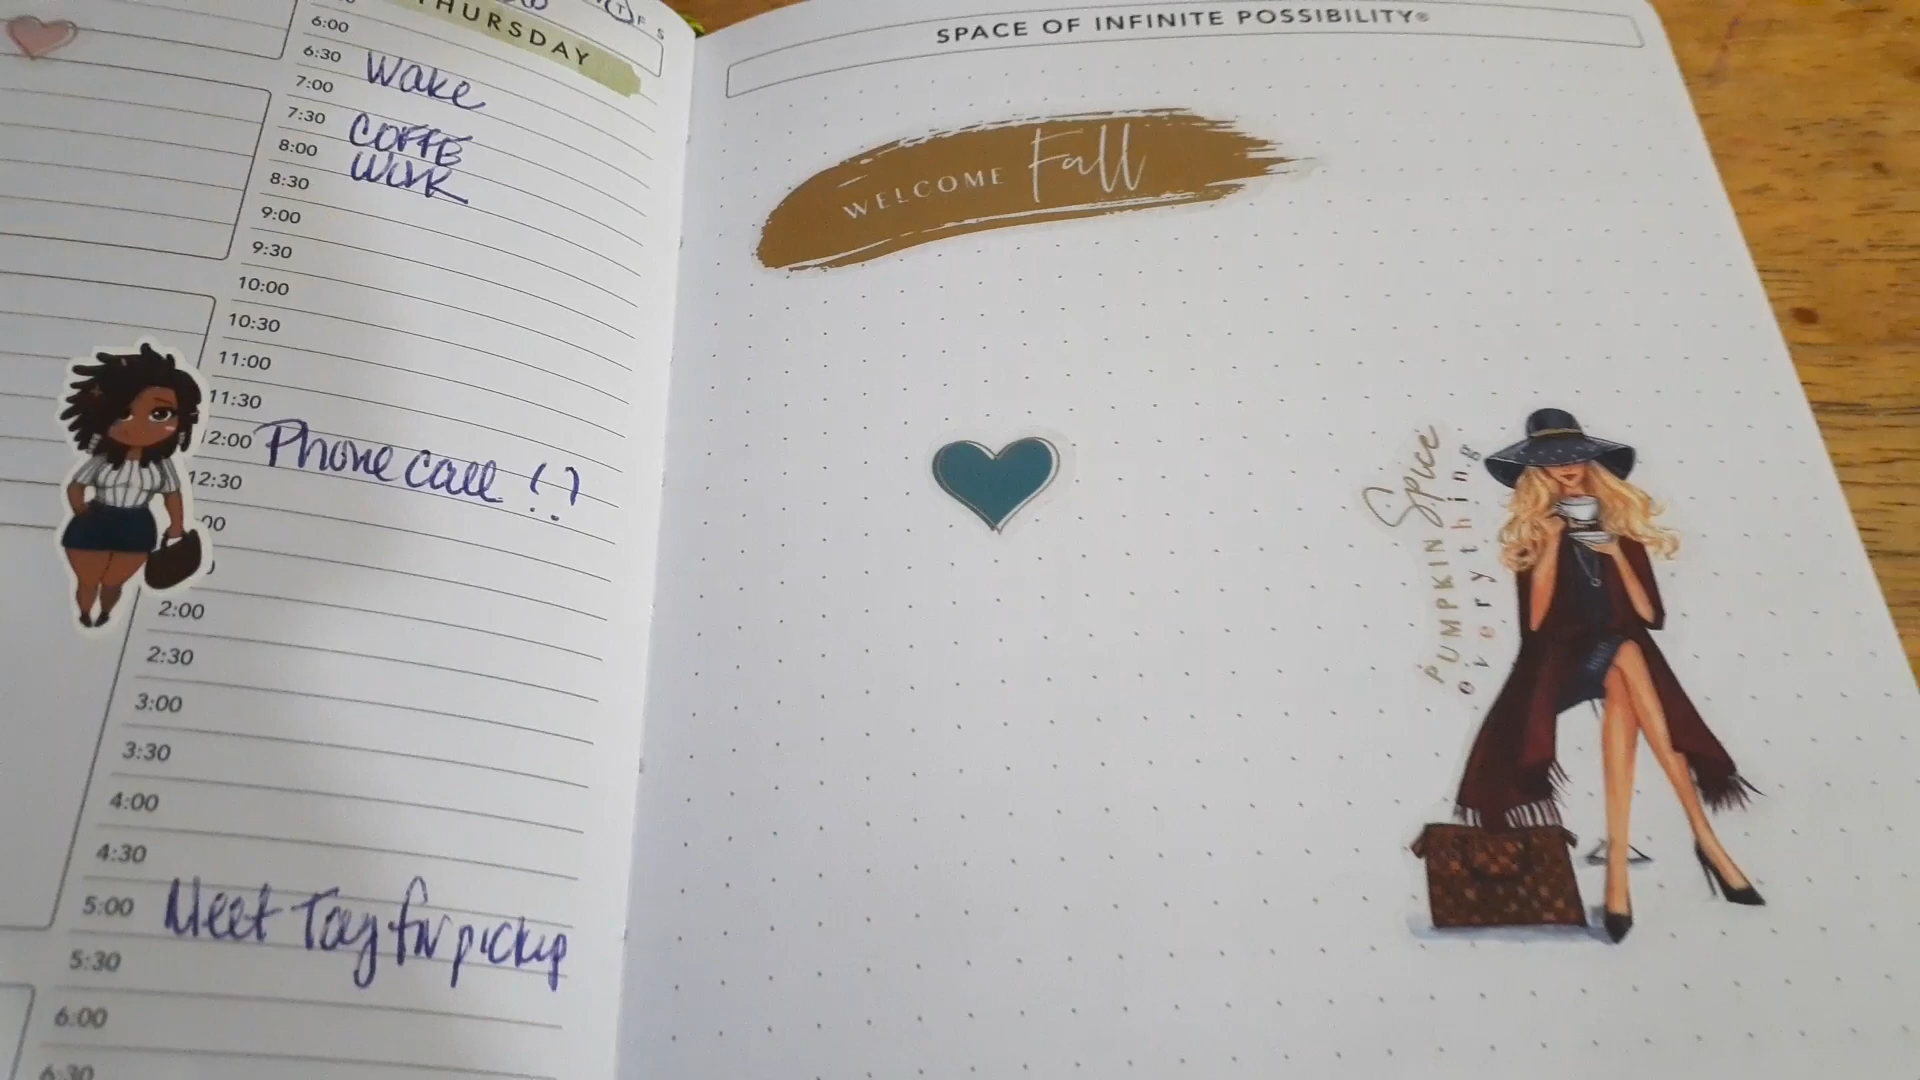 THURSDAY
6:00
6:30 Wake
7:00
7:30 COFFE
8:00 Work
8:30
9:00
9:30
10:00
10:30
11:00
11:30
12:00 Phone call !?
12:30
:00
2:00
2:30
3:00
3:30
4:00
4:30
5:00 Meet Tay for pickup
5:30
6:00
6:30
SPACE OF INFINITE POSSIBILITY®
WELCOME Fall
PUMPKIN Spice
everything